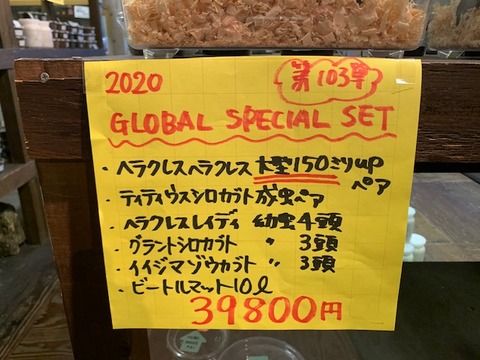 2020
第103弾
GLOBAL SPECIAL SET
・ヘラクレスヘラクレス大型150ミリup
ペア
・ティティウスシロカブト成虫ペア
・ヘラクレスレイディ 幼虫4頭
・グラントシロカブト 〃 3頭
・イイジマゾウカブト 〃 3頭
・ビートルマット10ℓ
39800円